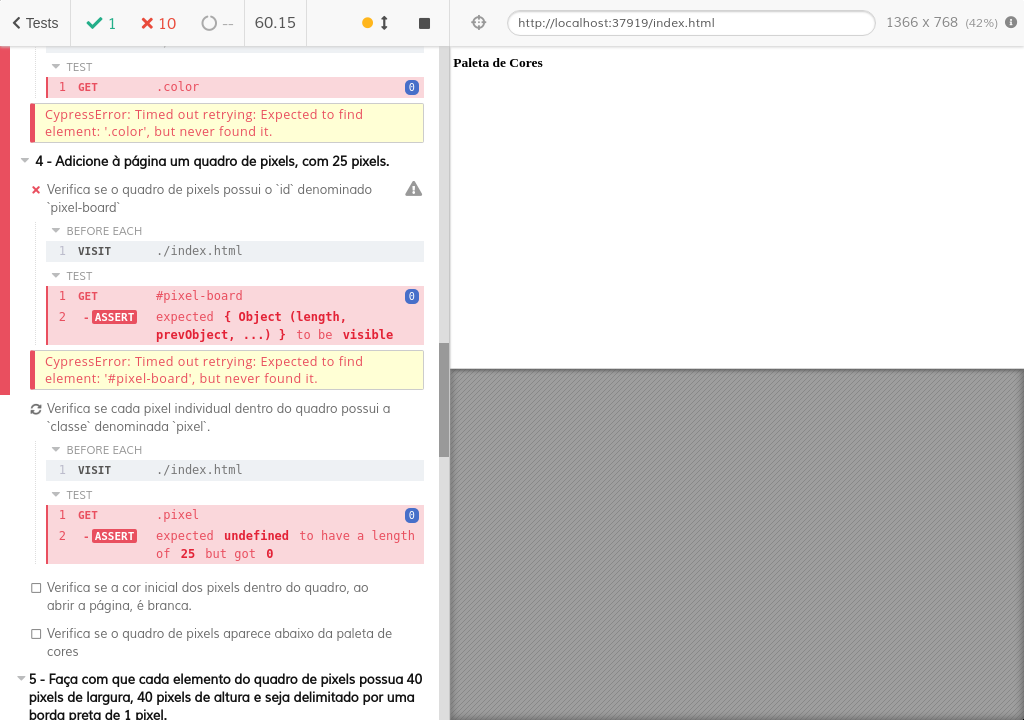 Tests 1 10 -- 60.15 http://localhost:37919/index.html 1366 x 768 (42%)
TEST
1 GET .color 0
CypressError: Timed out retrying: Expected to find
element: '.color', but never found it.
4 - Adicione à página um quadro de pixels, com 25 pixels.
Verifica se o quadro de pixels possui o `id` denominado
`pixel-board`
BEFORE EACH
1 VISIT ./index.html
TEST
1 GET #pixel-board 0
2 -ASSERT expected { Object (length,
prevObject, ...) } to be visible
CypressError: Timed out retrying: Expected to find
element: '#pixel-board', but never found it.
Verifica se cada pixel individual dentro do quadro possui a
`classe` denominada `pixel`.
BEFORE EACH
1 VISIT ./index.html
TEST
1 GET .pixel 0
2 -ASSERT expected undefined to have a length
of 25 but got 0
Verifica se a cor inicial dos pixels dentro do quadro, ao
abrir a página, é branca.
Verifica se o quadro de pixels aparece abaixo da paleta de
cores
5 - Faça com que cada elemento do quadro de pixels possua 40
pixels de largura, 40 pixels de altura e seja delimitado por uma
borda preta de 1 pixel.
Paleta de Cores